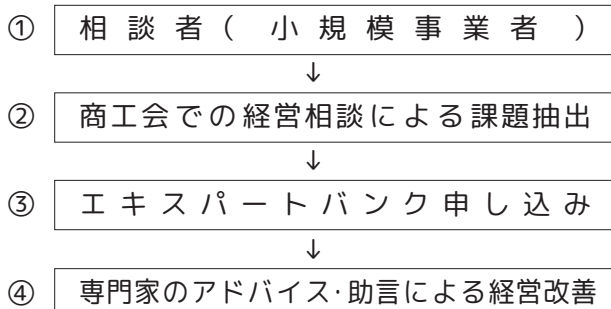 ① 相談者(小規模事業者)
↓
② 商工会での経営相談による課題抽出
↓
③ エキスパートバンク申し込み
↓
④ 専門家のアドバイス・助言による経営改善